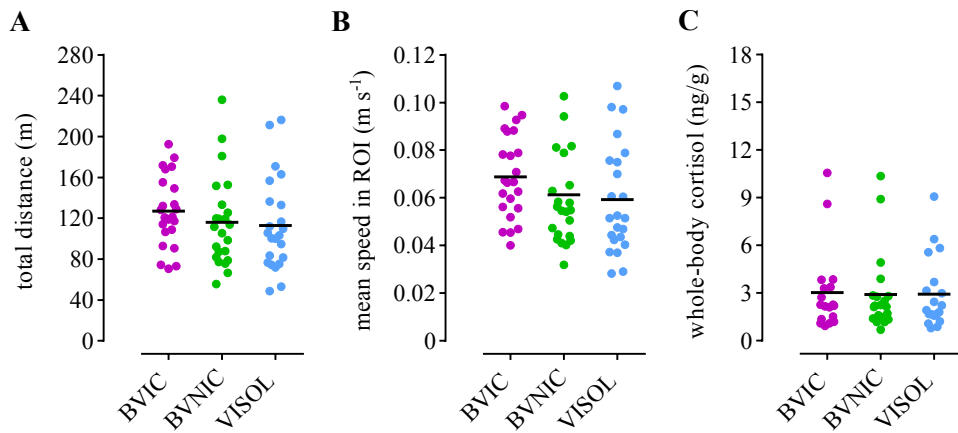 A
total distance (m)
280
240
200
160
120
80
40
0
BVIC
BVNIC
VISOL
B
mean speed in ROI (m s⁻¹)
0.12
0.10
0.08
0.06
0.04
0.02
0.00
BVIC
BVNIC
VISOL
C
whole-body cortisol (ng/g)
18
15
12
9
6
3
0
BVIC
BVNIC
VISOL